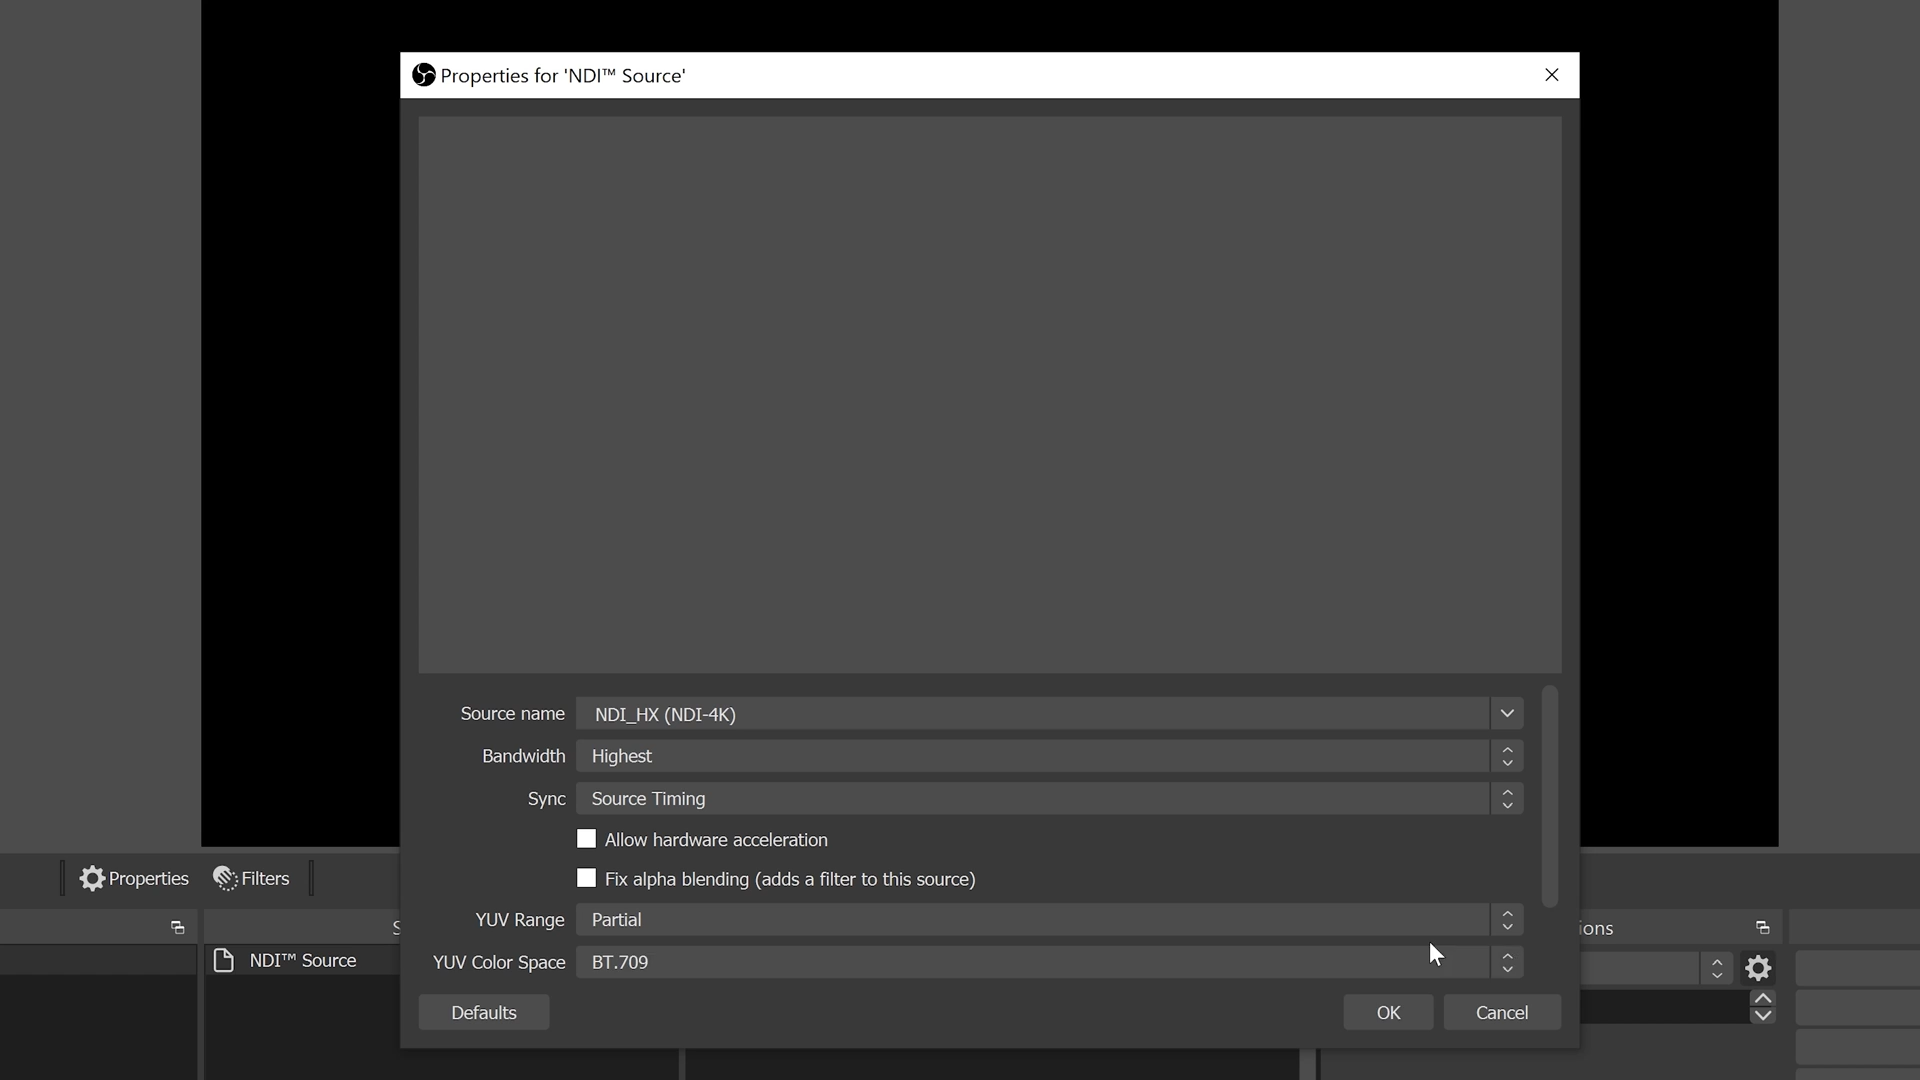 Properties for 'NDI™ Source'
Source name NDI_HX (NDI-4K)
Bandwidth Highest
Sync Source Timing
Allow hardware acceleration
Fix alpha blending (adds a filter to this source)
YUV Range Partial
YUV Color Space BT.709
Defaults OK Cancel
Properties Filters
S
ions
NDI™ Source